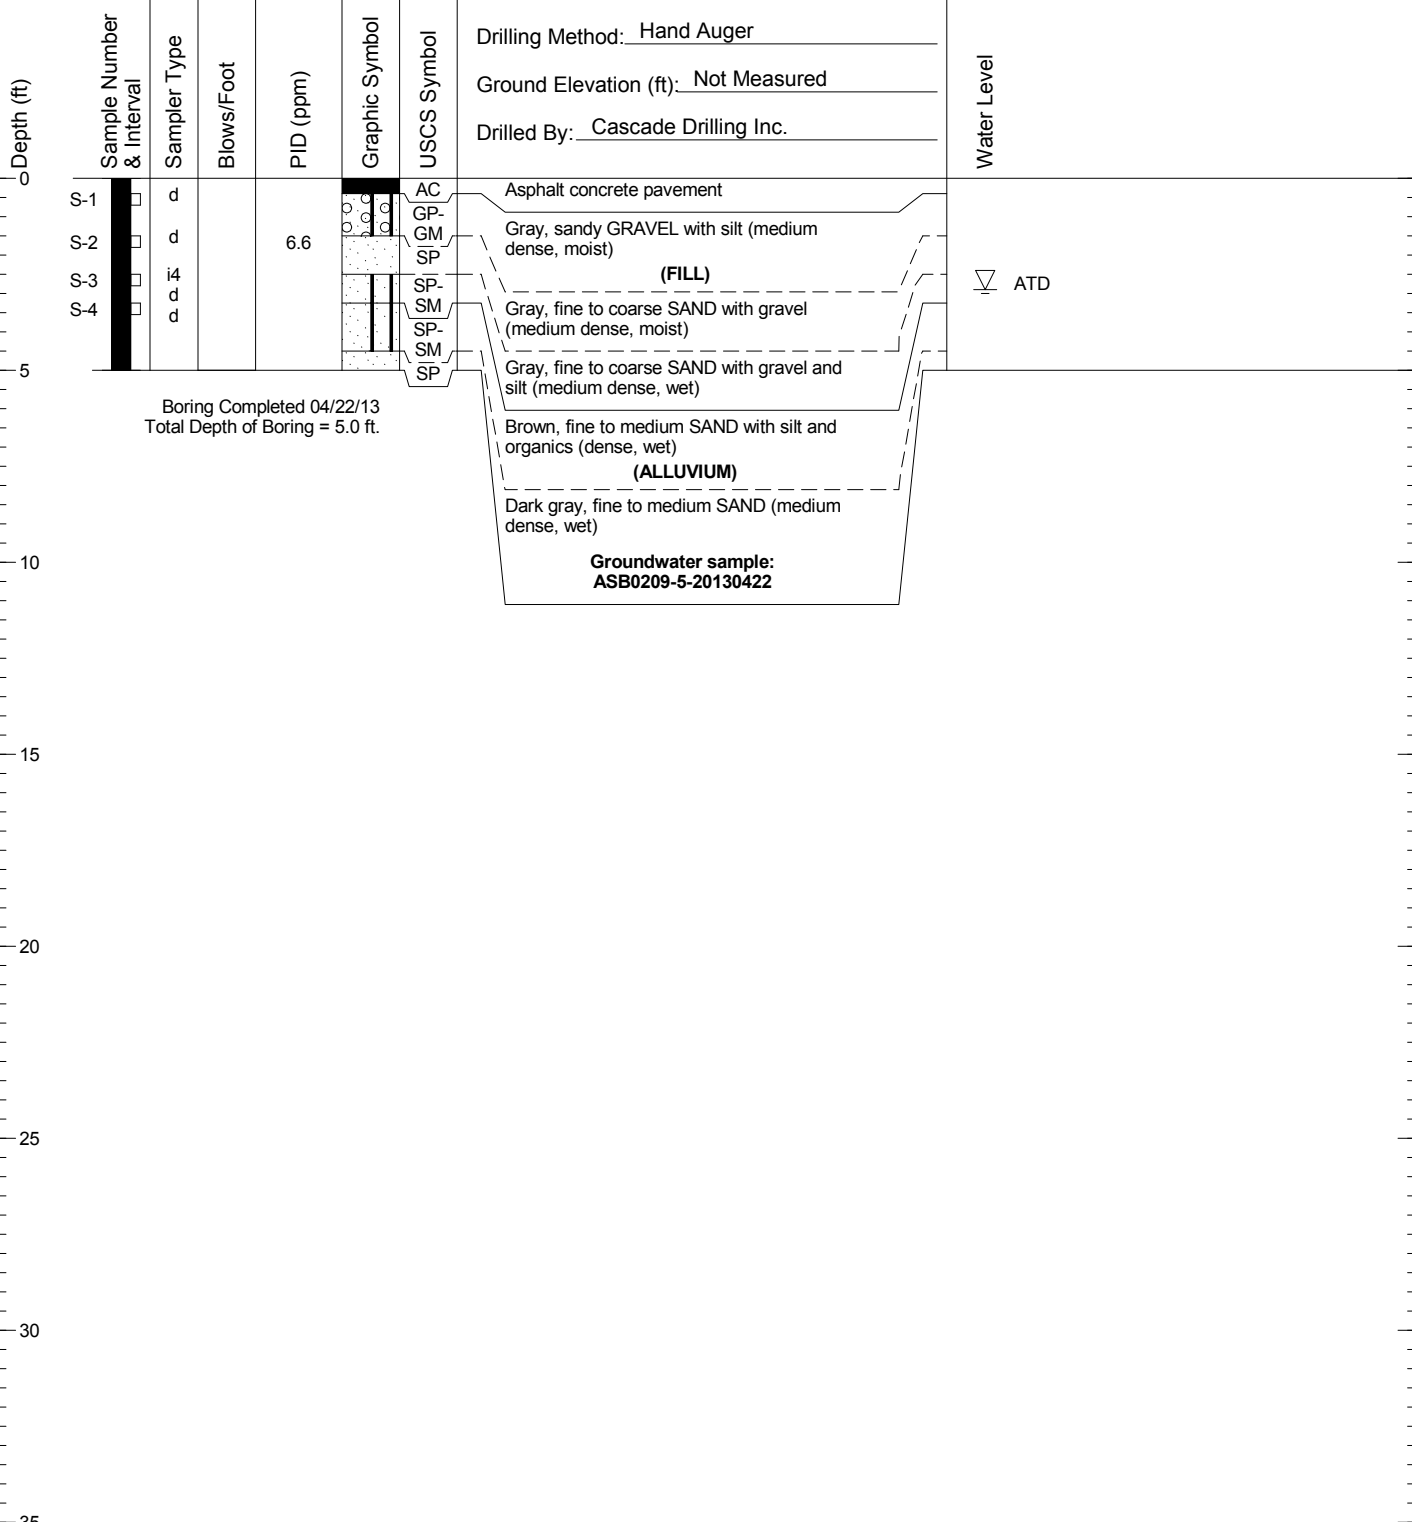 Depth (ft)
Sample Number
& Interval
Sampler Type
Blows/Foot
PID (ppm)
Graphic Symbol
USCS Symbol
Drilling Method: Hand Auger
Ground Elevation (ft): Not Measured
Drilled By: Cascade Drilling Inc.
Water Level
0
S-1
d
AC
Asphalt concrete pavement
GP-
GM
Gray, sandy GRAVEL with silt (medium
dense, moist)
(FILL)
S-2
d
6.6
SP
Gray, fine to coarse SAND with gravel
(medium dense, moist)
S-3
i4
d
SP-
SM
Gray, fine to coarse SAND with gravel and
silt (medium dense, wet)
ATD
S-4
d
SP-
SM
Brown, fine to medium SAND with silt and
organics (dense, wet)
(ALLUVIUM)
5
SP
Dark gray, fine to medium SAND (medium
dense, wet)
Groundwater sample:
ASB0209-5-20130422
Boring Completed 04/22/13
Total Depth of Boring = 5.0 ft.
10
15
20
25
30
35